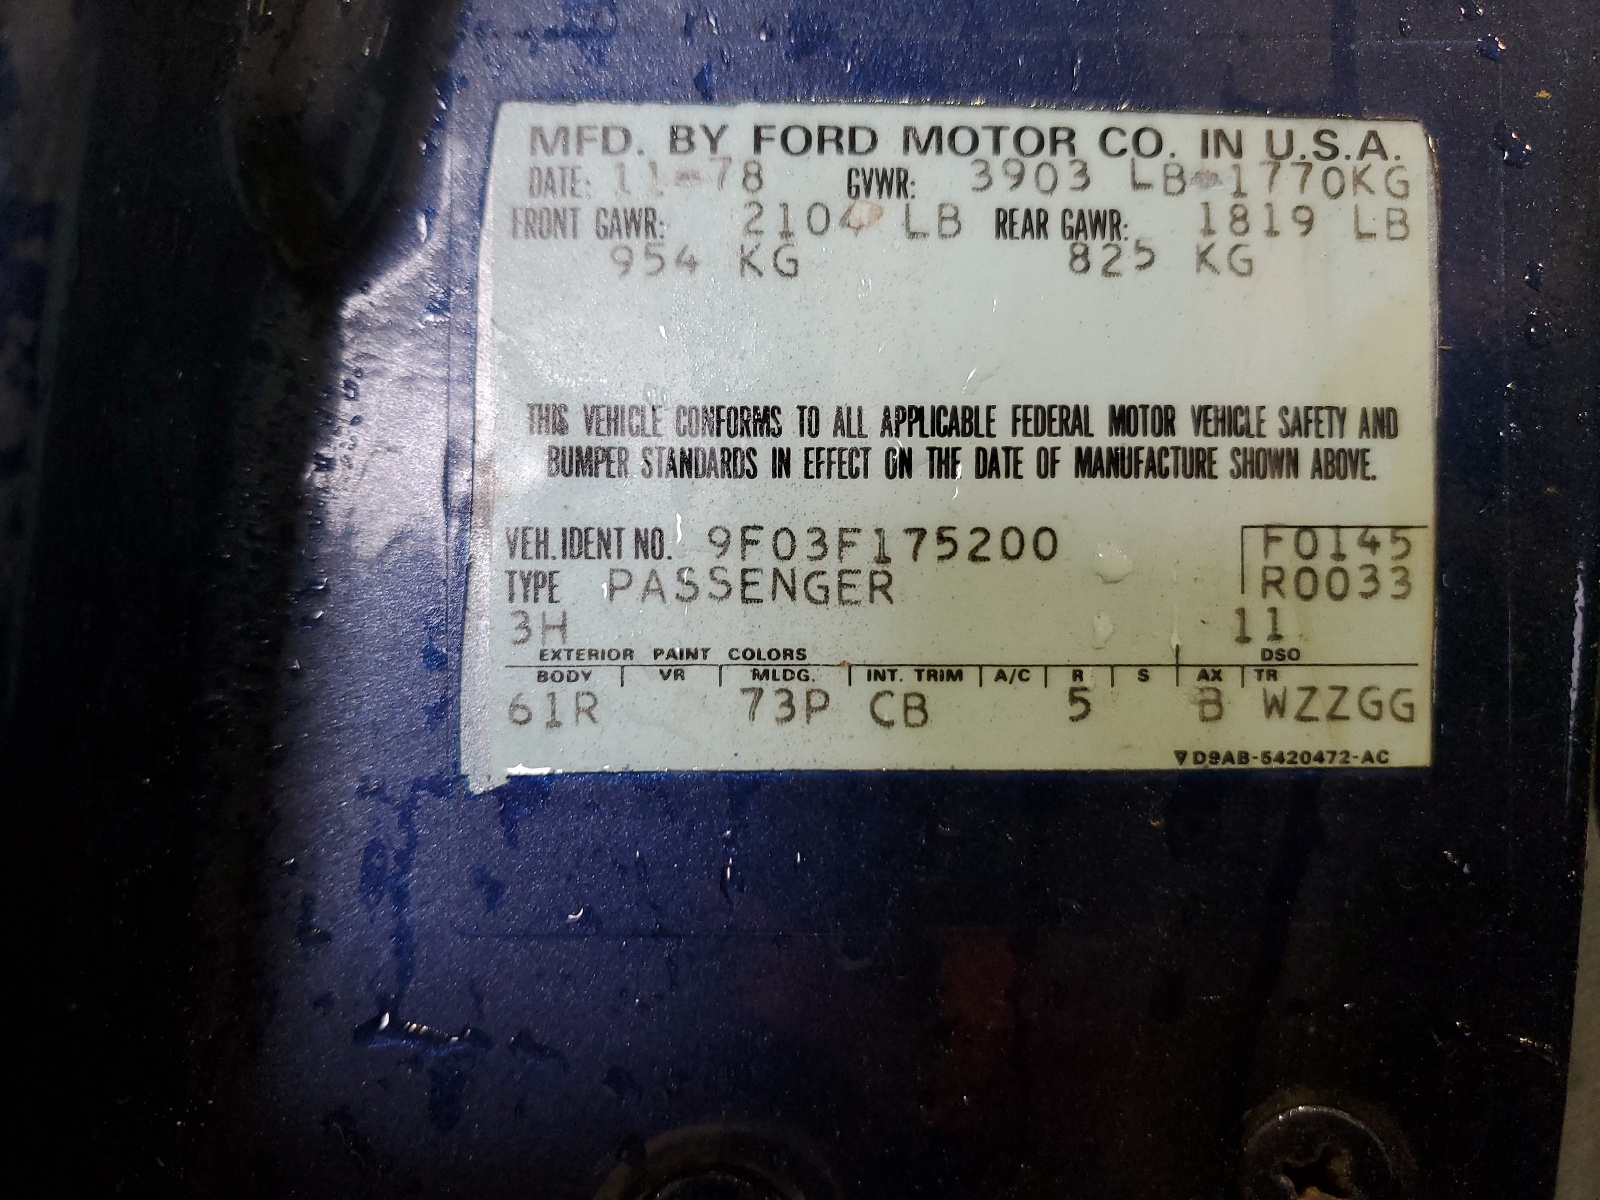 MFD. BY FORD MOTOR CO. IN U.S.A.
DATE: 11-78 GVWR: 3903 LB-1770KG
FRONT GAWR: 2104 LB REAR GAWR: 1819 LB
954 KG 825 KG
THIS VEHICLE CONFORMS TO ALL APPLICABLE FEDERAL MOTOR VEHICLE SAFETY AND
BUMPER STANDARDS IN EFFECT ON THE DATE OF MANUFACTURE SHOWN ABOVE.
VEH. IDENT NO. 9F03F175200 F0145
TYPE PASSENGER R0033
3H 11
EXTERIOR PAINT COLORS DSO
BODY VR MLDG. INT. TRIM A/C R S AX TR
61R 73P CB 5 B WZZGG
▼D9AB-5420472-AC